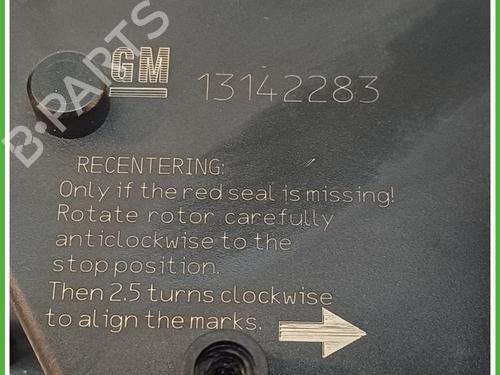 B-PARTS
GM
13142283
RECENTERING:
Only if the red seal is missing!
Rotate rotor carefully
anticlockwise to the
stop position.
Then 2.5 turns clockwise
to align the marks.